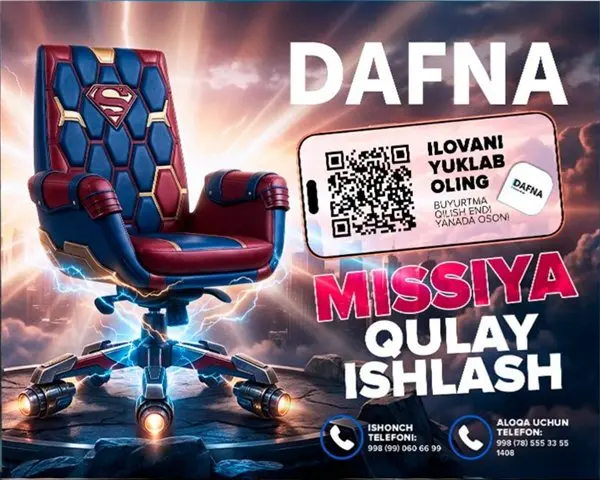 DAFNA
ILOVANI
YUKLAB
OLING
BUYURTMA
QILISH ENDI
YANADA OSON!
DAFNA
MISSIYA
QULAY
ISHLASH
ISHONCH
TELEFONI:
998 (99) 060 66 99
ALOQA UCHUN
TELEFON:
998 (78) 555 33 55
1408